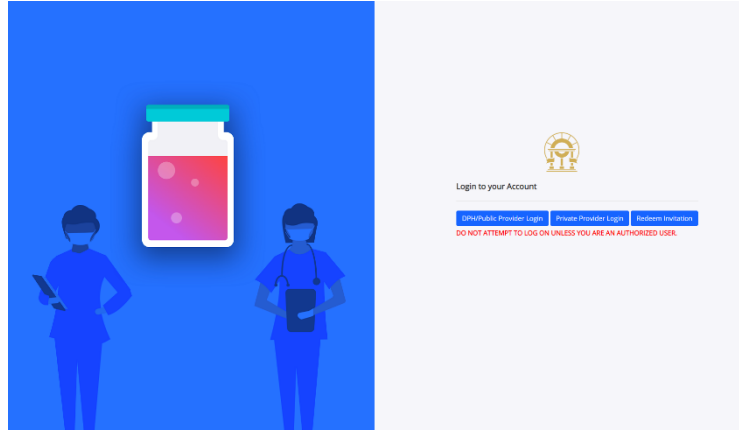 Login to your Account
DPH/Public Provider Login Private Provider Login Redeem Invitation
DO NOT ATTEMPT TO LOG ON UNLESS YOU ARE AN AUTHORIZED USER.